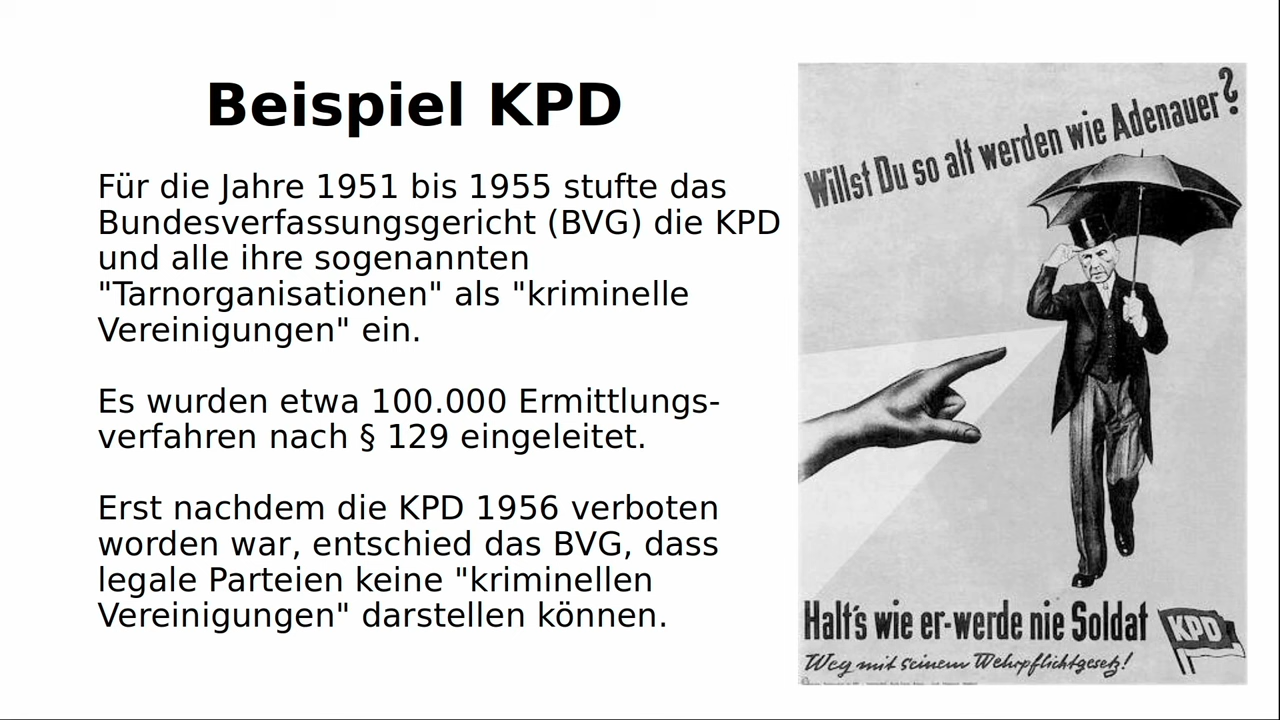 Beispiel KPD
Für die Jahre 1951 bis 1955 stufte das
Bundesverfassungsgericht (BVG) die KPD
und alle ihre sogenannten
"Tarnorganisationen" als "kriminelle
Vereinigungen" ein.
Es wurden etwa 100.000 Ermittlungs-
verfahren nach § 129 eingeleitet.
Erst nachdem die KPD 1956 verboten
worden war, entschied das BVG, dass
legale Parteien keine "kriminellen
Vereinigungen" darstellen können.
Willst Du so alt werden wie Adenauer?
Halt's wie er-werde nie Soldat
KPD
Weg mit seinem Wehrpflichtgesetz!